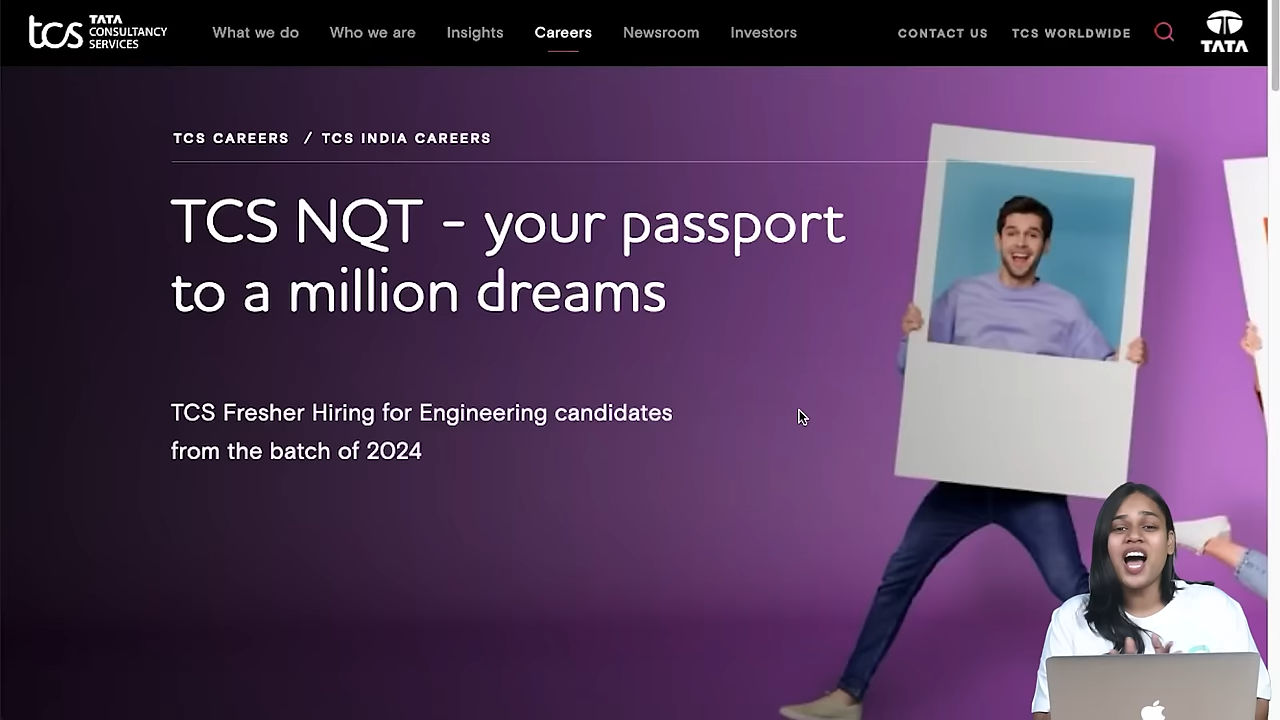 tcs
TATA
CONSULTANCY
SERVICES
What we do
Who we are
Insights
Careers
Newsroom
Investors
CONTACT US
TCS WORLDWIDE
TATA
TCS CAREERS / TCS INDIA CAREERS
TCS NQT - your passport
to a million dreams
TCS Fresher Hiring for Engineering candidates
from the batch of 2024